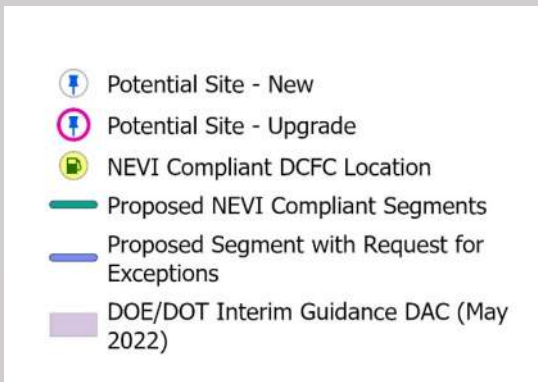 Potential Site - New
Potential Site - Upgrade
NEVI Compliant DCFC Location
Proposed NEVI Compliant Segments
Proposed Segment with Request for
Exceptions
DOE/DOT Interim Guidance DAC (May
2022)